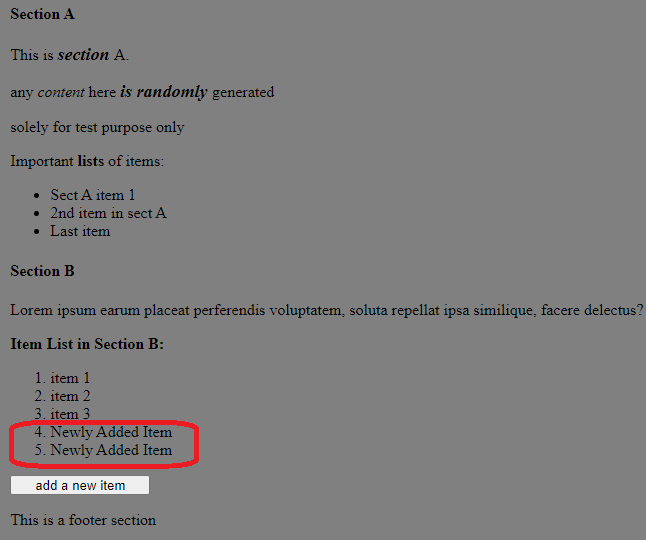 Section A
This is section A.
any content here is randomly generated
solely for test purpose only
Important lists of items:
• Sect A item 1
• 2nd item in sect A
• Last item
Section B
Lorem ipsum earum placeat perferendis voluptatem, soluta repellat ipsa similique, facere delectus?
Item List in Section B:
1. item 1
2. item 2
3. item 3
4. Newly Added Item
5. Newly Added Item
add a new item
This is a footer section